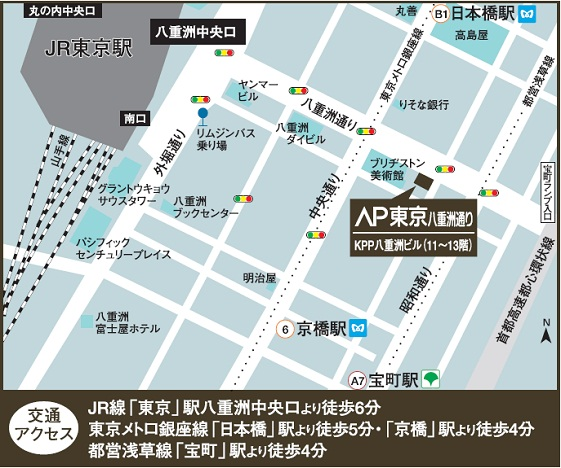 丸の内中央口
JR東京駅
八重洲中央口
丸善
B1 日本橋駅
高島屋
東京メトロ銀座線
都営浅草線
ヤンマー
ビル
八重洲通り
りそな銀行
南口
山手線
外堀通り
リムジンバス
乗り場
八重洲
ダイビル
ブリヂストン
美術館
宝町ランプ入口
グラントウキョウ
サウスタワー
八重洲
ブックセンター
中央通り
AP東京八重洲通り
KPP八重洲ビル(11〜13階)
パシフィック
センチュリープレイス
昭和通り
首都高速都心環状線
明治屋
八重洲
富士屋ホテル
6 京橋駅
N
A7 宝町駅
交通
アクセス
JR線「東京」駅八重洲中央口より徒歩6分
東京メトロ銀座線「日本橋」駅より徒歩5分・「京橋」駅より徒歩4分
都営浅草線「宝町」駅より徒歩4分